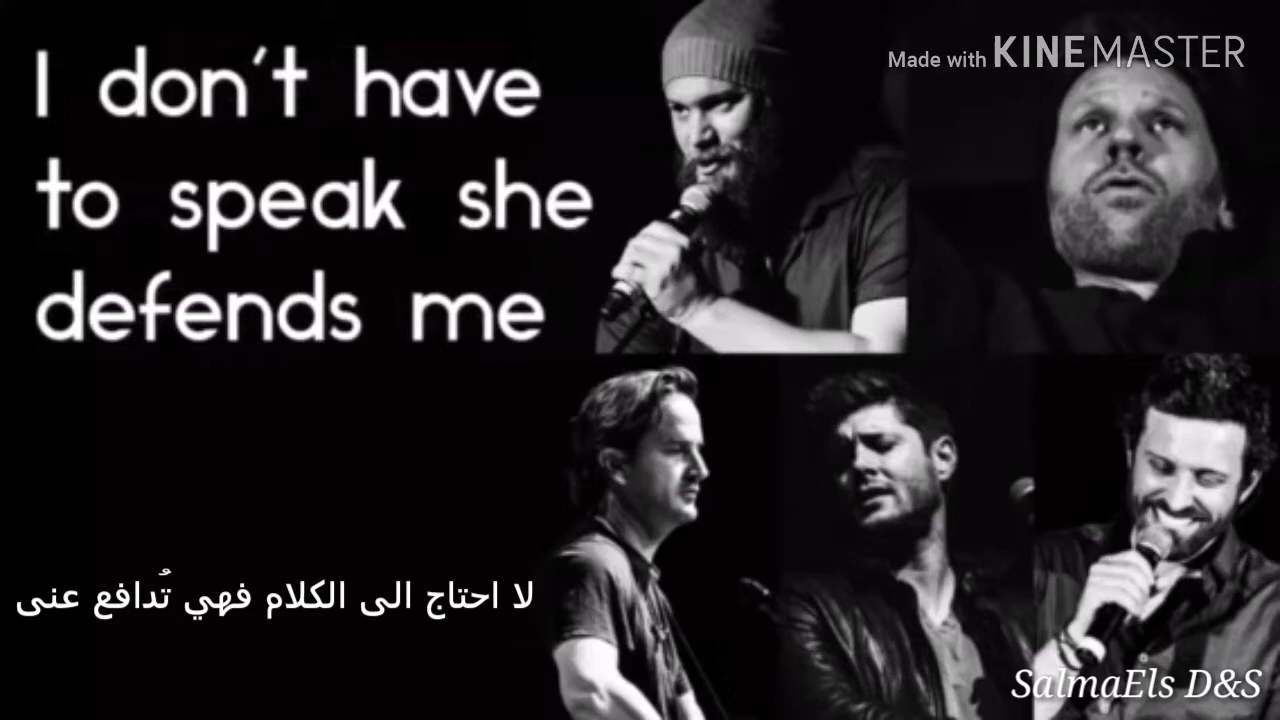 I don't have
to speak she
defends me
Made with KINEMASTER
لا احتاج الى الكلام فهي تُدافع عنى
SalmaEls D&S